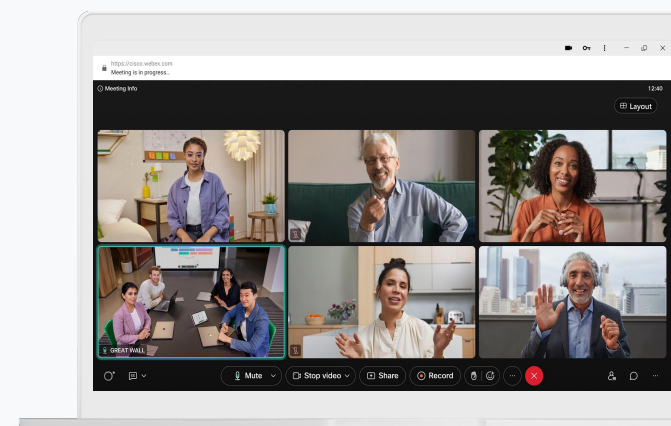 https://cisco.webex.com
Meeting is in progress...
Meeting Info
12:40
Layout
GREAT WALL
Mute
Stop video
Share
Record